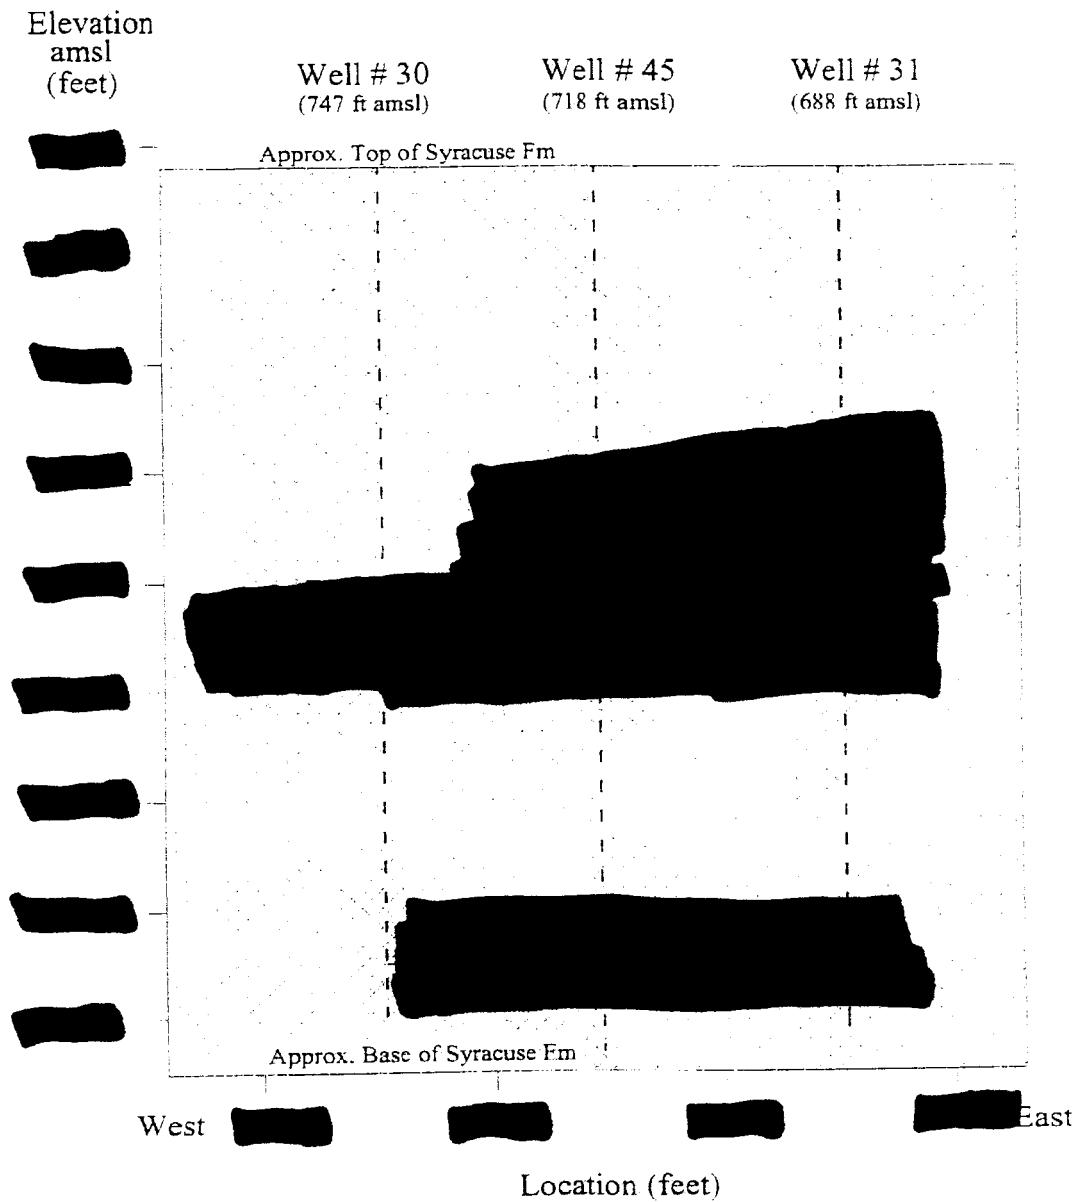 Elevation
amsl
(feet)
Well # 30
(747 ft amsl)
Well # 45
(718 ft amsl)
Well # 31
(688 ft amsl)
Approx. Top of Syracuse Fm
Approx. Base of Syracuse Fm
West
East
Location (feet)